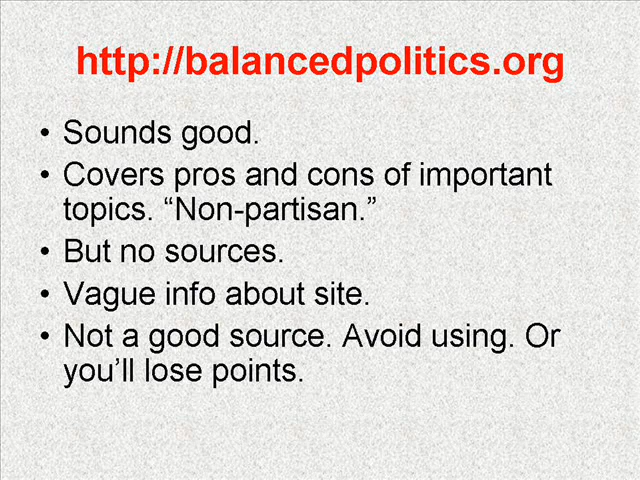 http://balancedpolitics.org
• Sounds good.
• Covers pros and cons of important
topics. “Non-partisan.”
• But no sources.
• Vague info about site.
• Not a good source. Avoid using. Or
you’ll lose points.